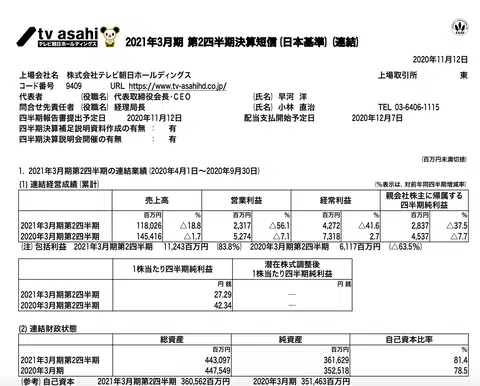 tv asahi
テレビ朝日ホールディングス
2021年3月期 第2四半期決算短信〔日本基準〕(連結)
2020年11月12日
上場会社名 株式会社テレビ朝日ホールディングス 上場取引所 東
コード番号 9409 URL https://www.tv-asahihd.co.jp/
代表者 (役職名) 代表取締役会長・CEO (氏名) 早河 洋
問合せ先責任者 (役職名) 経理局長 (氏名) 小林 直治 TEL 03-6406-1115
四半期報告書提出予定日 2020年11月12日 配当支払開始予定日 2020年12月7日
四半期決算補足説明資料作成の有無 : 有
四半期決算説明会開催の有無 : 有
(百万円未満切捨)
1. 2021年3月期第2四半期の連結業績(2020年4月1日~2020年9月30日)
(1) 連結経営成績(累計) (%表示は、対前年同四半期増減率)
売上高 営業利益 経常利益 親会社株主に帰属する四半期純利益
百万円 % 百万円 % 百万円 % 百万円 %
2021年3月期第2四半期 118,026 △18.8 2,317 △56.1 4,272 △41.6 2,837 △37.5
2020年3月期第2四半期 145,416 △1.7 5,274 △7.1 7,318 2.7 4,537 △7.7
(注) 包括利益 2021年3月期第2四半期 11,243百万円 (83.8%) 2020年3月期第2四半期 6,117百万円 (△63.5%)
1株当たり四半期純利益 潜在株式調整後1株当たり四半期純利益
円 銭 円 銭
2021年3月期第2四半期 27.29 ―
2020年3月期第2四半期 42.34 ―
(2) 連結財政状態
総資産 純資産 自己資本比率
百万円 百万円 %
2021年3月期第2四半期 443,097 361,629 81.4
2020年3月期 447,549 352,518 78.5
(参考) 自己資本 2021年3月期第2四半期 360,562百万円 2020年3月期 351,463百万円